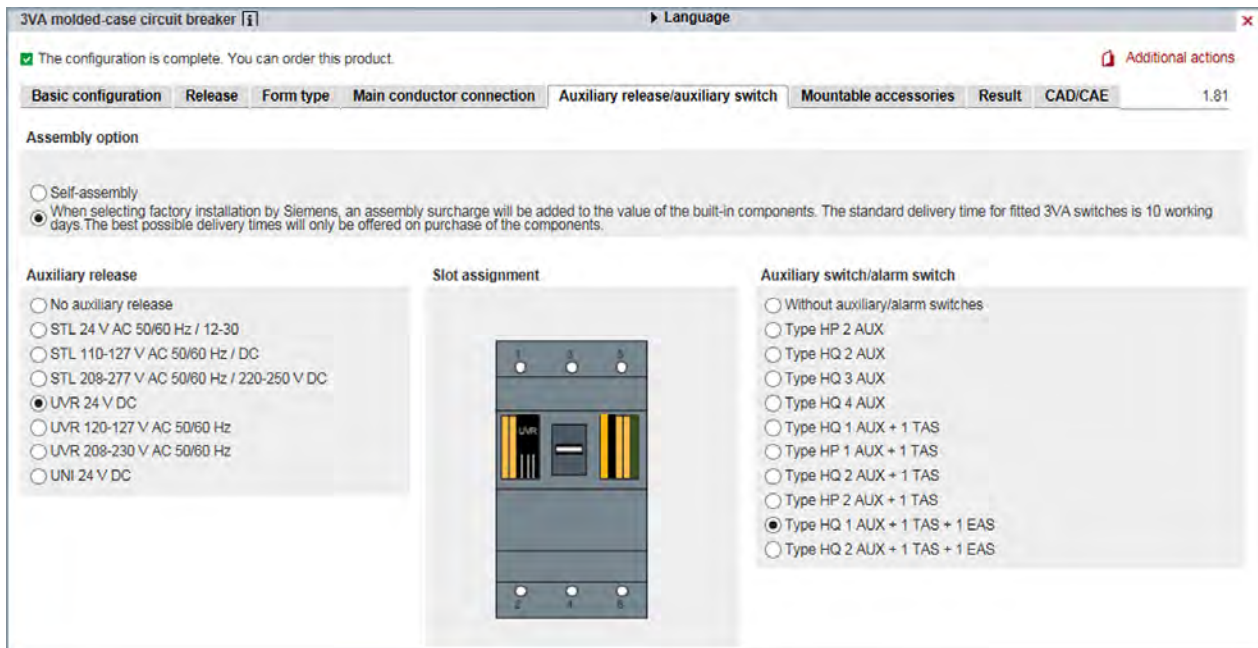 3VA molded-case circuit breaker i
Language
The configuration is complete. You can order this product.
Additional actions
Basic configuration Release Form type Main conductor connection Auxiliary release/auxiliary switch Mountable accessories Result CAD/CAE 1.81
Assembly option
Self-assembly
When selecting factory installation by Siemens, an assembly surcharge will be added to the value of the built-in components. The standard delivery time for fitted 3VA switches is 10 working
days.The best possible delivery times will only be offered on purchase of the components.
Auxiliary release
No auxiliary release
STL 24 V AC 50/60 Hz / 12-30
STL 110-127 V AC 50/60 Hz / DC
STL 208-277 V AC 50/60 Hz / 220-250 V DC
UVR 24 V DC
UVR 120-127 V AC 50/60 Hz
UVR 208-230 V AC 50/60 Hz
UNI 24 V DC
Slot assignment
1 3 5
UVR
2 4 6
Auxiliary switch/alarm switch
Without auxiliary/alarm switches
Type HP 2 AUX
Type HQ 2 AUX
Type HQ 3 AUX
Type HQ 4 AUX
Type HQ 1 AUX + 1 TAS
Type HP 1 AUX + 1 TAS
Type HQ 2 AUX + 1 TAS
Type HP 2 AUX + 1 TAS
Type HQ 1 AUX + 1 TAS + 1 EAS
Type HQ 2 AUX + 1 TAS + 1 EAS